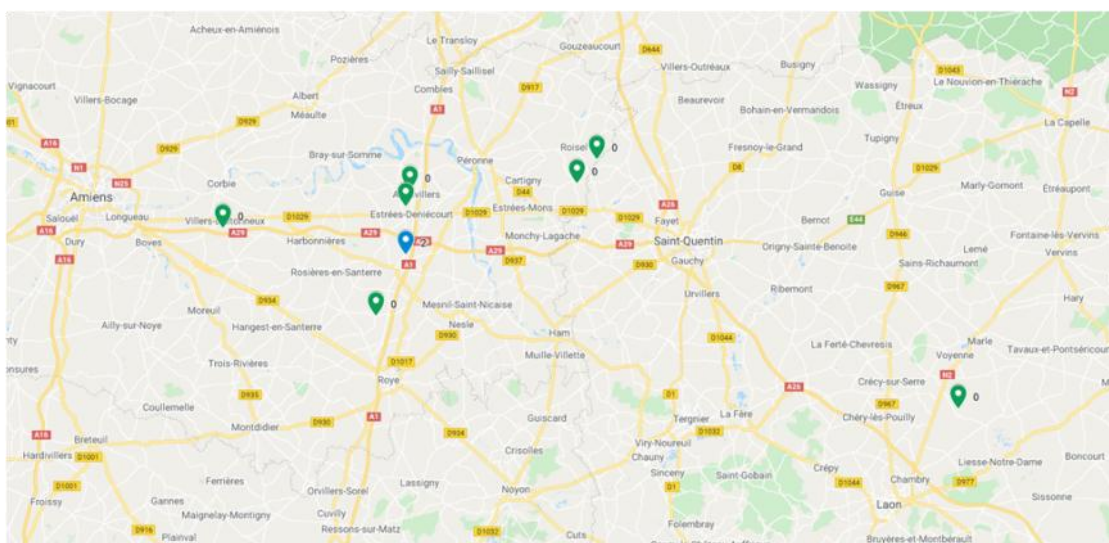 Acheux-en-Amiénois
Le Transloy
Gouzeaucourt
D644
Villers-Outréaux
Busigny
D1043
Pozières
Sailly-Saillisel
Wassigny
Le Nouvion-en-Thiérache
Vignacourt
Villers-Bocage
Albert
Combles
D917
Beaurevoir
Bohain-en-Vermandois
Étreux
N2
Méaulte
A1
La Capelle
D929
Tupigny
A16
D929
Bray-sur-Somme
Péronne
Roisel
0
Fresnoy-le-Grand
N1
D8
D1029
N25
Corbie
0
Cartigny
0
Marly-Gomont
Étréaupont
Amiens
D44
Guise
A26
Salouël
Longueau
0
D1029
Estrées-Deniécourt
D1029
Estrées-Mons
D1029
D1029
Fayet
Bernot
E44
A16
A29
A29
Monchy-Lagache
A29
Saint-Quentin
Origny-Sainte-Benoite
D946
Fontaine-lès-Vervins
Dury
Boves
Harbonnières
2
A29
Lemé
Vervins
A16
A1
D937
D930
Gauchy
Sains-Richaumont
Rosières-en-Santerre
Ribemont
D967
D934
0
Mesnil-Saint-Nicaise
Urvillers
Hary
Moreuil
Ailly-sur-Noye
Hangest-en-Santerre
Nesle
D930
Ham
D1044
La Ferté-Chevresis
Marle
Tavaux-et-Pontséricourt
Trois-Rivières
D1017
Muille-Villette
Voyenne
Roye
A26
Crécy-sur-Serre
N2
D935
D1
0
Coullemelle
A1
Guiscard
Tergnier
La Fère
D967
Chéry-lès-Pouilly
Montdidier
D930
D934
Viry-Noureuil
D1032
A16
Breteuil
Crisolles
Hardivillers
D1001
Chauny
Boncourt
Lassigny
Sinceny
Saint-Gobain
Crépy
Liesse-Notre-Dame
D1001
Ferrières
Orvillers-Sorel
Noyon
D1
D1044
Chambry
D977
Sissonne
Froissy
Gannes
Cuvilly
Laon
Maignelay-Montigny
Folembray
D916
Plainval
Ressons-sur-Matz
D1032
Cuts
Bruyères-et-Montbérault